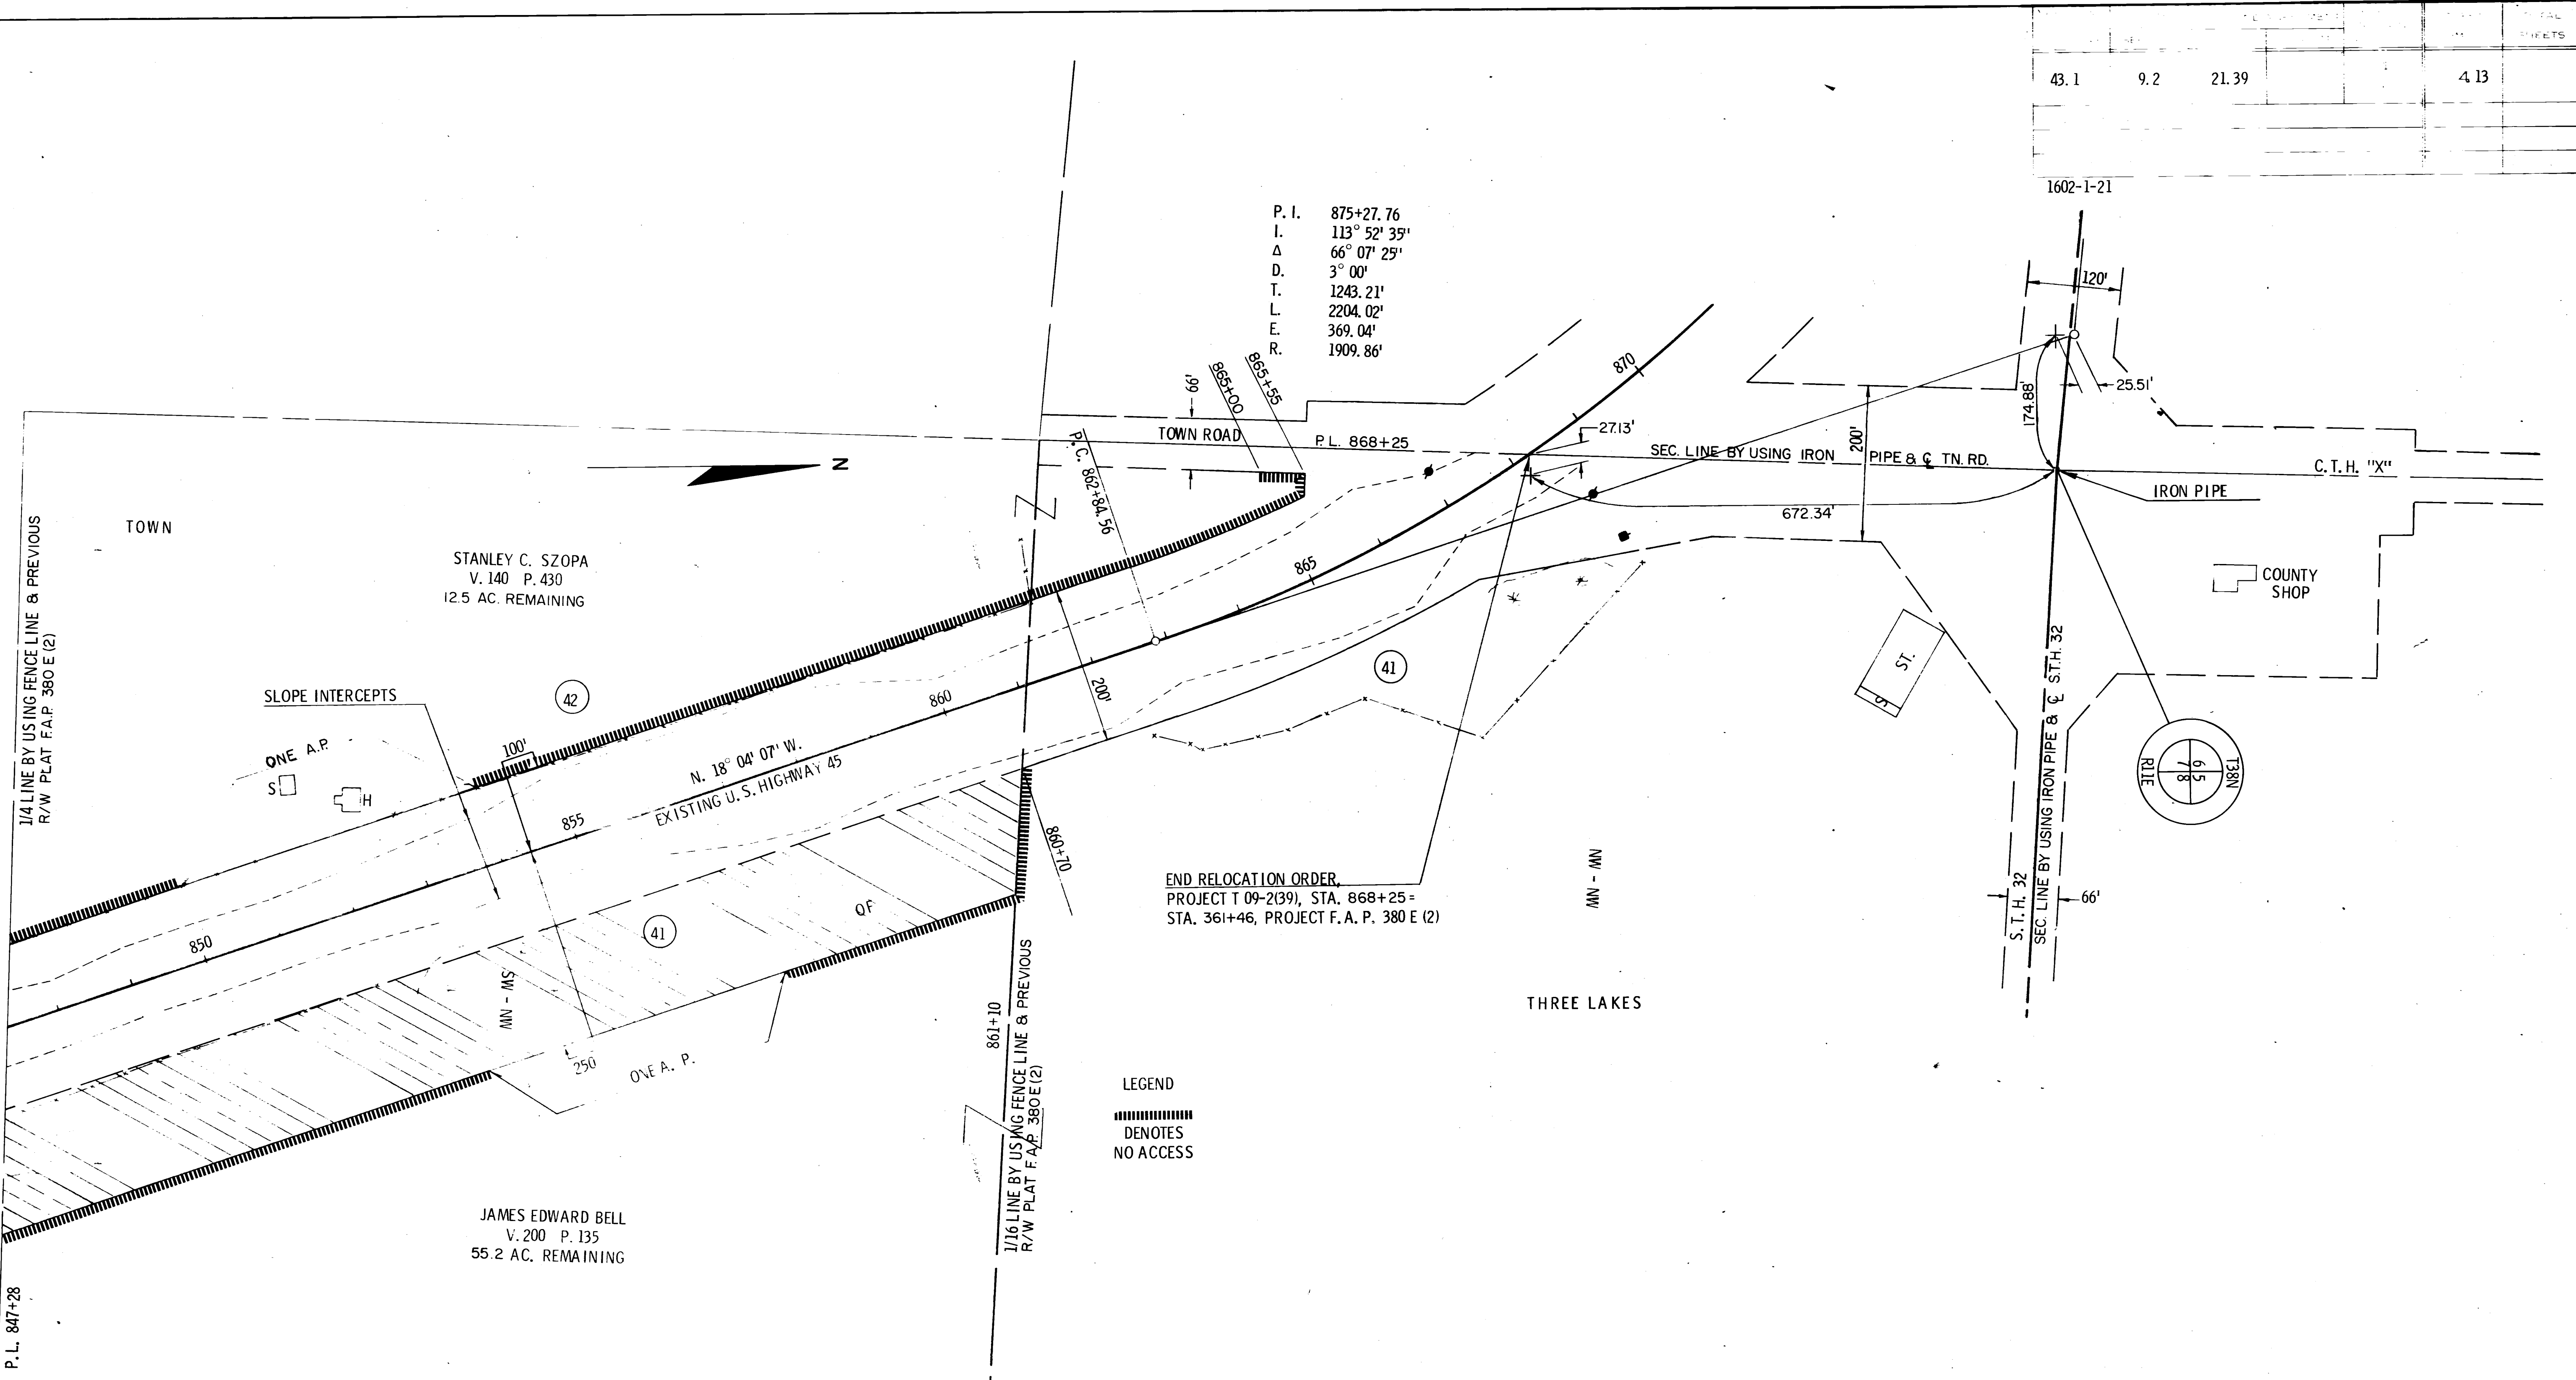 SHEETS
43.1 9.2 21.39 4.13
1602-1-21
P. I. 875+27.76
I. 113° 52' 35"
Δ 66° 07' 25"
D. 3° 00'
T. 1243.21'
L. 2204.02'
E. 369.04'
R. 1909.86'
120'
25.51'
174.88'
200'
66'
865+00
865+55
870
TOWN ROAD
P.L. 868+25
27.13'
SEC. LINE BY USING IRON PIPE & ℄ TN. RD.
C.T.H. "X"
IRON PIPE
672.34'
P.C. 862+84.56
N
TOWN
1/4 LINE BY USING FENCE LINE & PREVIOUS
R/W PLAT F.A.P. 380 E (2)
STANLEY C. SZOPA
V. 140 P. 430
12.5 AC. REMAINING
865
COUNTY
SHOP
ST.
S
41
42
SLOPE INTERCEPTS
860
200'
ONE A.P.
S
H
100'
N. 18° 04' 07" W.
EXISTING U.S. HIGHWAY 45
855
860+70
T38N
6 5
7 8
R11E
SEC. LINE BY USING IRON PIPE & ℄ S.T.H. 32
S.T.H. 32
66'
END RELOCATION ORDER,
PROJECT T 09-2(39), STA. 868+25 =
STA. 361+46, PROJECT F.A.P. 380 E (2)
NW - NW
QF
41
850
SW - NW
250
ONE A. P.
861+10
1/16 LINE BY USING FENCE LINE & PREVIOUS
R/W PLAT F.A.P. 380 E (2)
THREE LAKES
LEGEND
DENOTES
NO ACCESS
JAMES EDWARD BELL
V. 200 P. 135
55.2 AC. REMAINING
P.L. 847+28